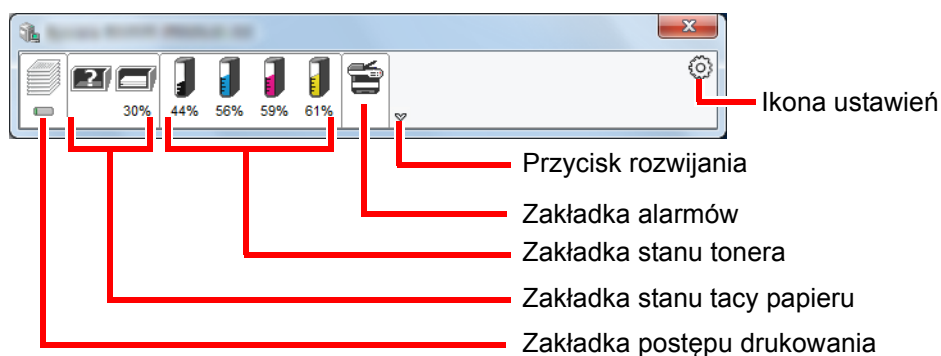 ?
30% 44% 56% 59% 61%
Ikona ustawień
Przycisk rozwijania
Zakładka alarmów
Zakładka stanu tonera
Zakładka stanu tacy papieru
Zakładka postępu drukowania